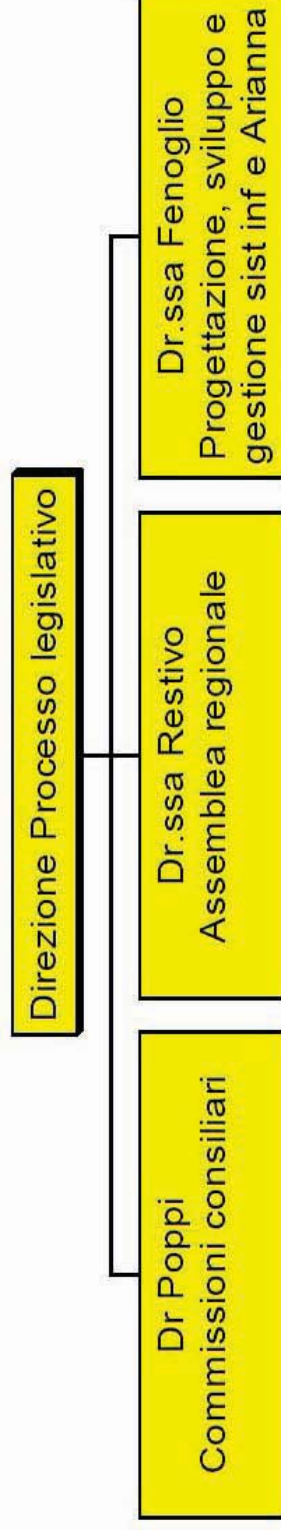 Direzione Processo legislativo
Dr Poppi
Commissioni consiliari
Dr.ssa Restivo
Assemblea regionale
Dr.ssa Fenoglio
Progettazione, sviluppo e
gestione sist inf e Arianna